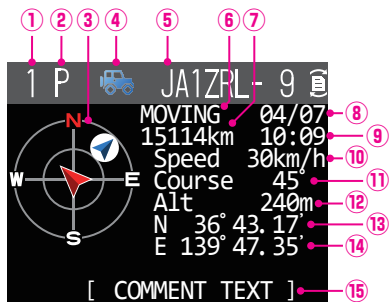 ① ② ③ ④ ⑤ ⑥ ⑦
1 P JA1ZRL- 9
MOVING 04/07 ⑧
15114km 10:09 ⑨
Speed 30km/h ⑩
Course 45° ⑪
Alt 240m ⑫
N 36°43.17' ⑬
E 139°47.35' ⑭
N
W E
S
[ COMMENT TEXT ] ⑮